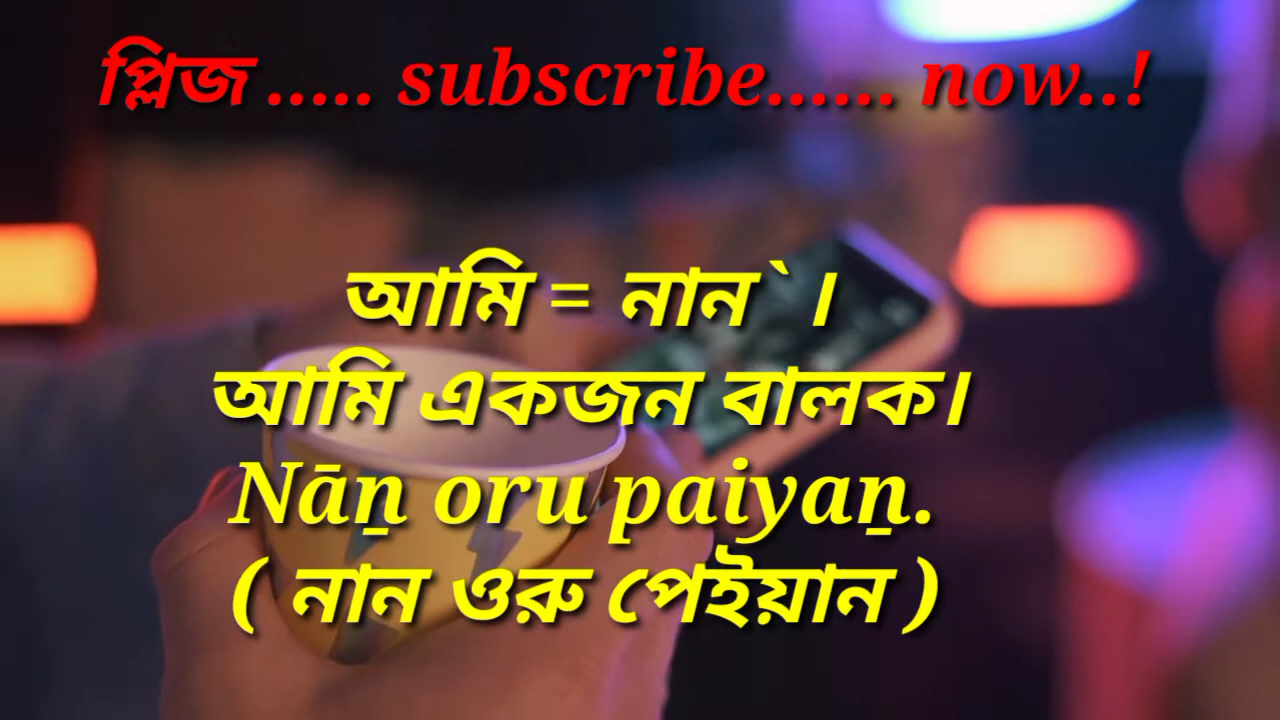 প্লিজ ..... subscribe...... now..!
আমি = নান` ।
আমি একজন বালক।
Nāṉ oru paiyaṉ.
( নান ওরু পেইয়ান )